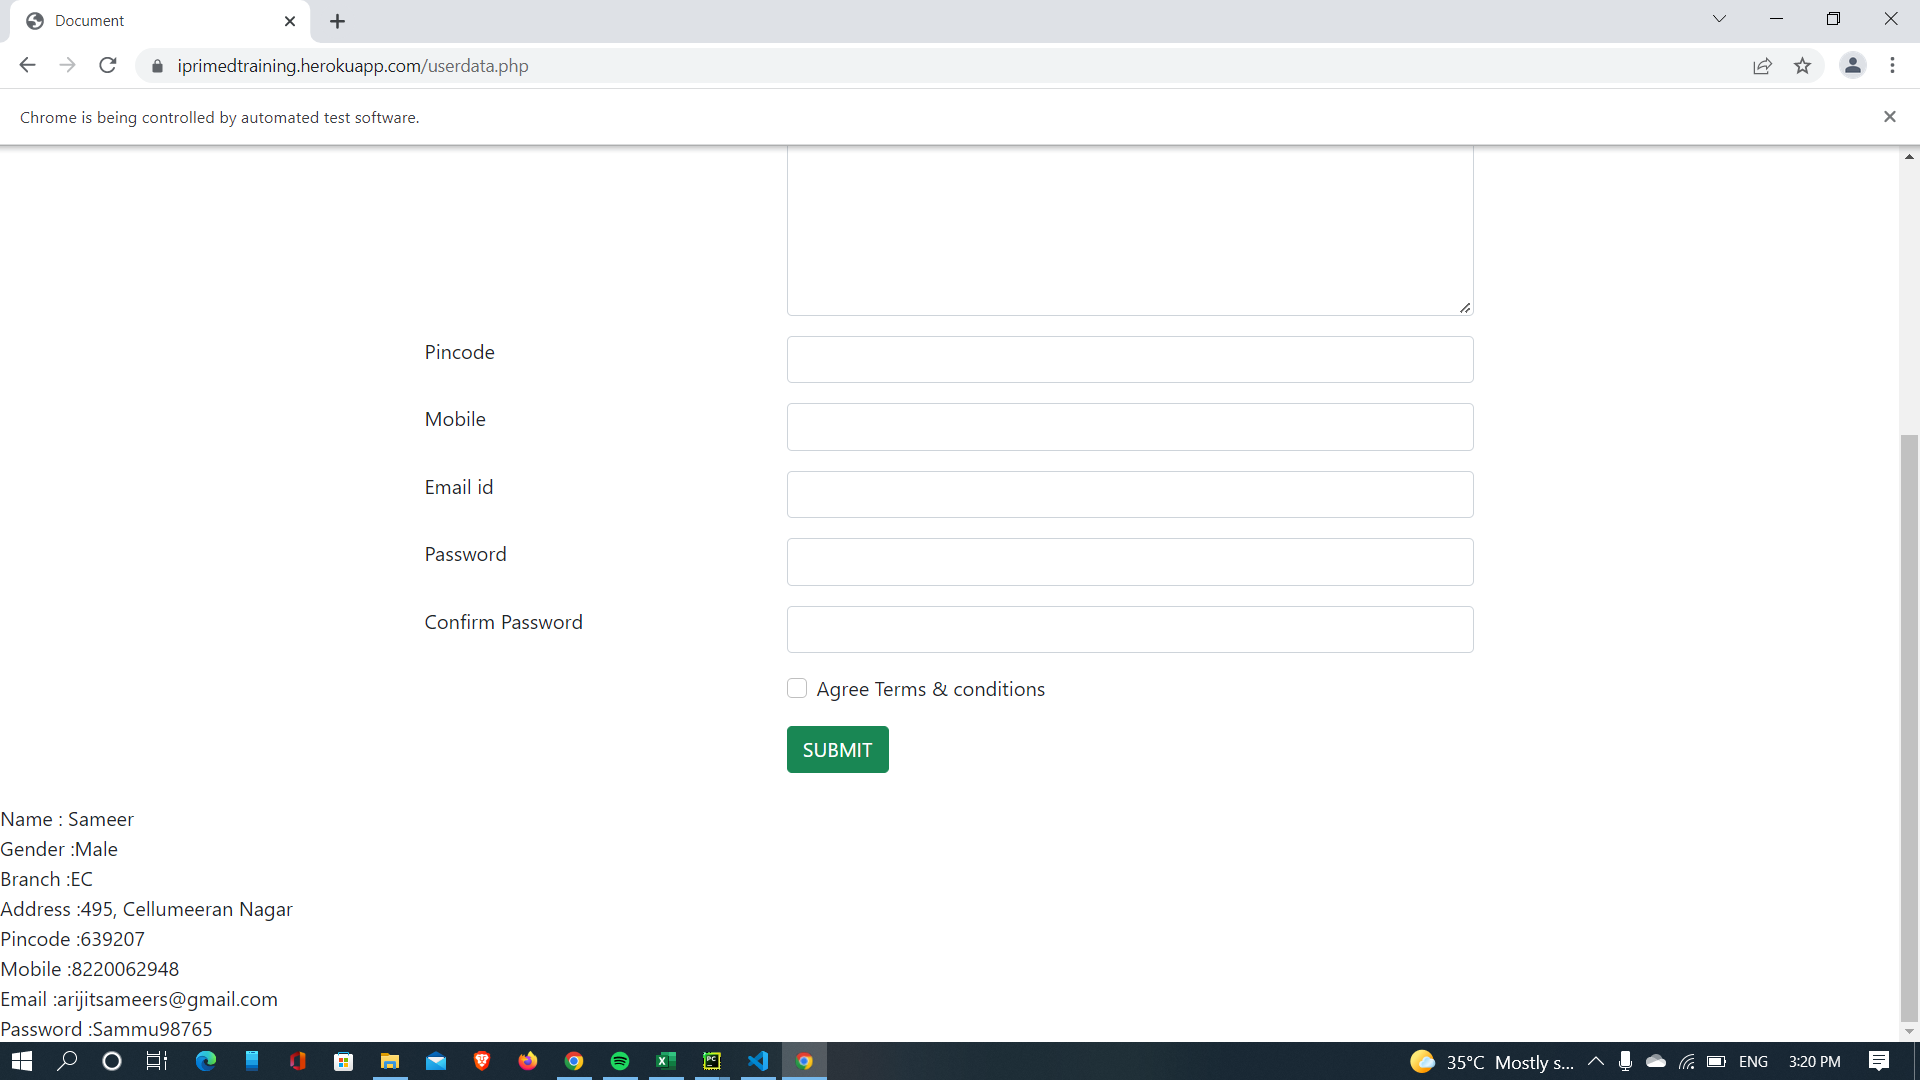 Document
iprimedtraining.herokuapp.com/userdata.php
Chrome is being controlled by automated test software.
Pincode
Mobile
Email id
Password
Confirm Password
Agree Terms & conditions
SUBMIT
Name : Sameer
Gender :Male
Branch :EC
Address :495, Cellumeeran Nagar
Pincode :639207
Mobile :8220062948
Email :arijitsameers@gmail.com
Password :Sammu98765
PC
35°C Mostly s... ENG 3:20 PM